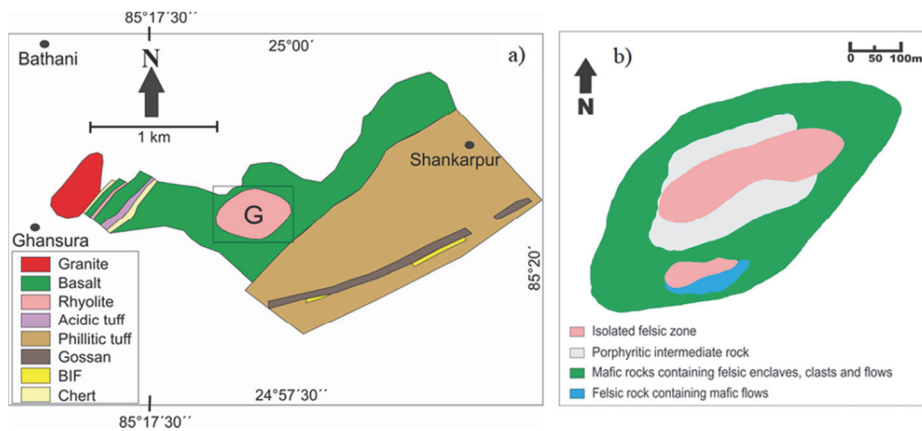 85°17´30´´
25°00´
Bathani
N
a)
1 km
Shankarpur
G
Ghansura
85°20´
Granite
Basalt
Rhyolite
Acidic tuff
Phillitic tuff
Gossan
BIF
Chert
24°57´30´´
85°17´30´´
b)
0 50 100m
N
Isolated felsic zone
Porphyritic intermediate rock
Mafic rocks containing felsic enclaves, clasts and flows
Felsic rock containing mafic flows